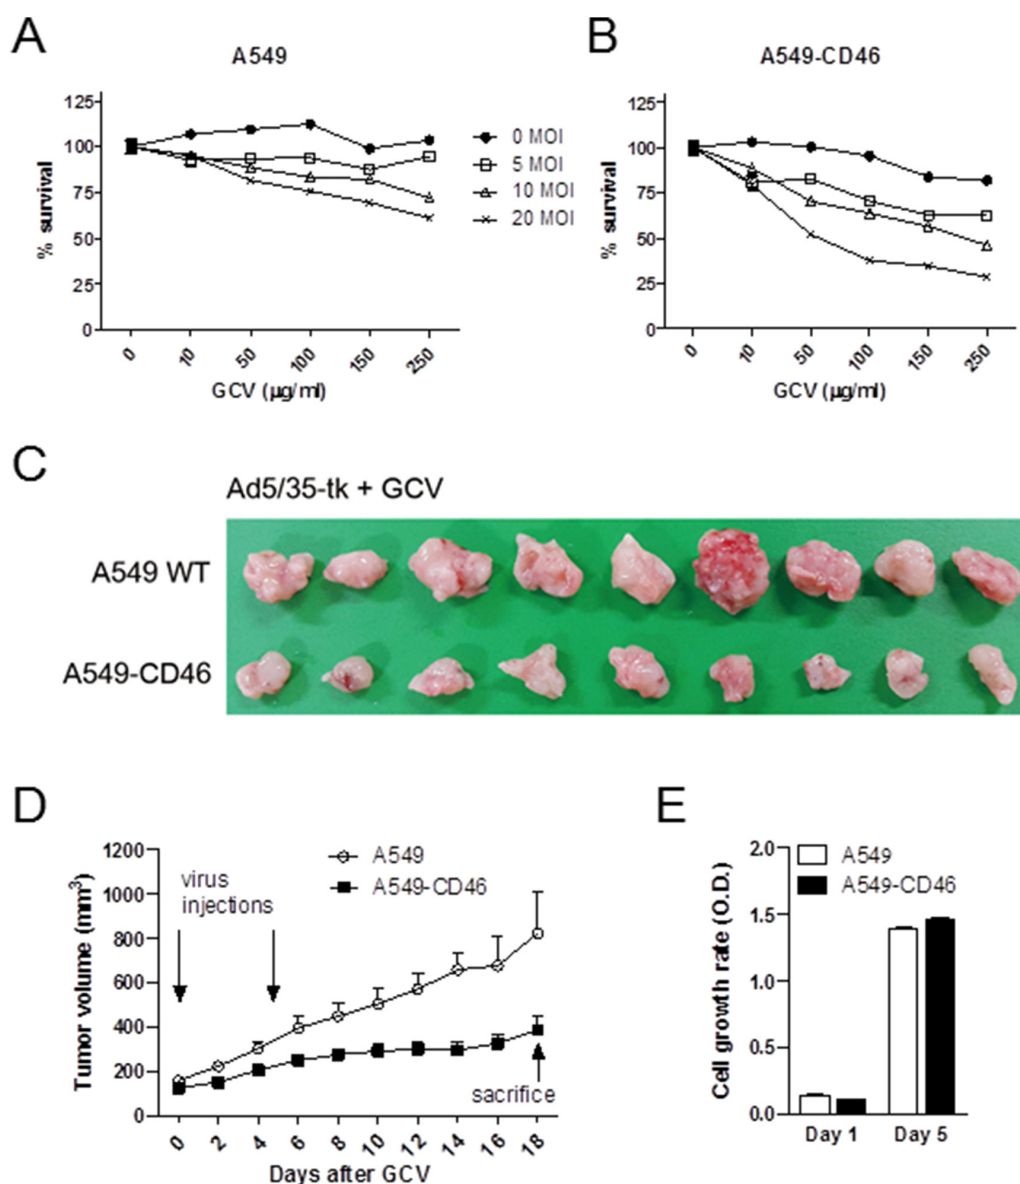 A
A549
125
100
75
50
25
0
% survival
0
10
50
100
150
250
GCV (µg/ml)
0 MOI
5 MOI
10 MOI
20 MOI
B
A549-CD46
125
100
75
50
25
0
% survival
0
10
50
100
150
250
GCV (µg/ml)
C
Ad5/35-tk + GCV
A549 WT
A549-CD46
D
1200
1000
800
600
400
200
0
Tumor volume (mm³)
virus
injections
A549
A549-CD46
sacrifice
0
2
4
6
8
10
12
14
16
18
Days after GCV
E
2.0
1.5
1.0
0.5
0.0
Cell growth rate (O.D.)
A549
A549-CD46
Day 1
Day 5